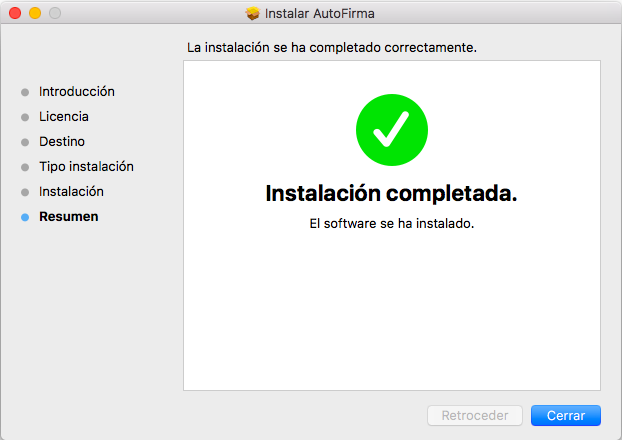 Instalar AutoFirma
La instalación se ha completado correctamente.
Introducción
Licencia
Destino
Tipo instalación
Instalación
Resumen
Instalación completada.
El software se ha instalado.
Retroceder
Cerrar